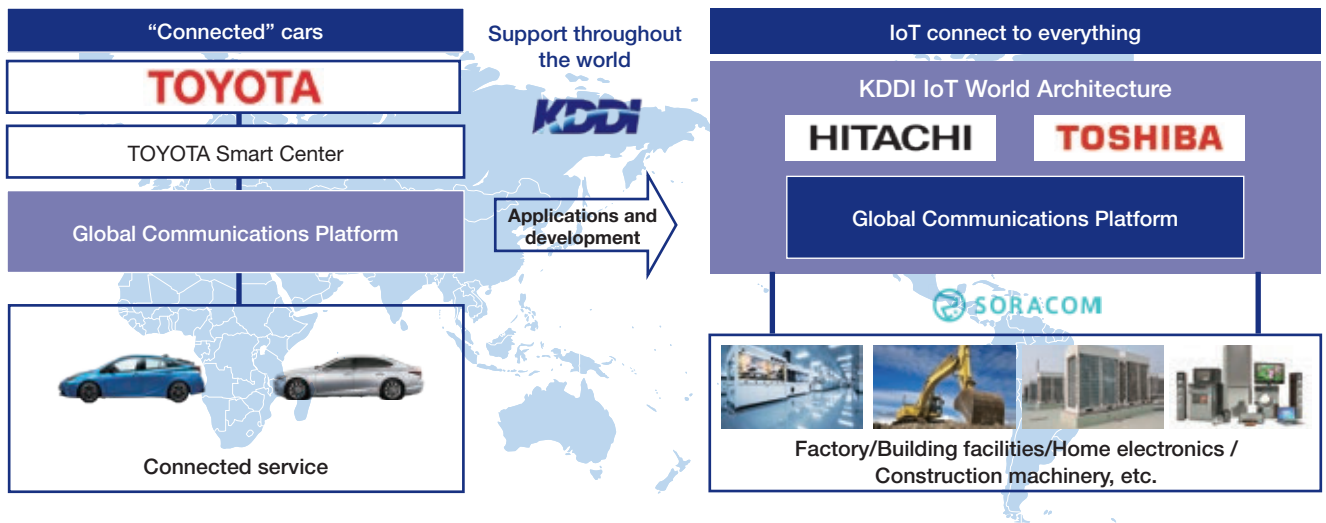 “Connected” cars
TOYOTA
TOYOTA Smart Center
Global Communications Platform
Connected service
Support throughout
the world
KDDI
Applications and
development
IoT connect to everything
KDDI IoT World Architecture
HITACHI
TOSHIBA
Global Communications Platform
SORACOM
Factory/Building facilities/Home electronics /
Construction machinery, etc.